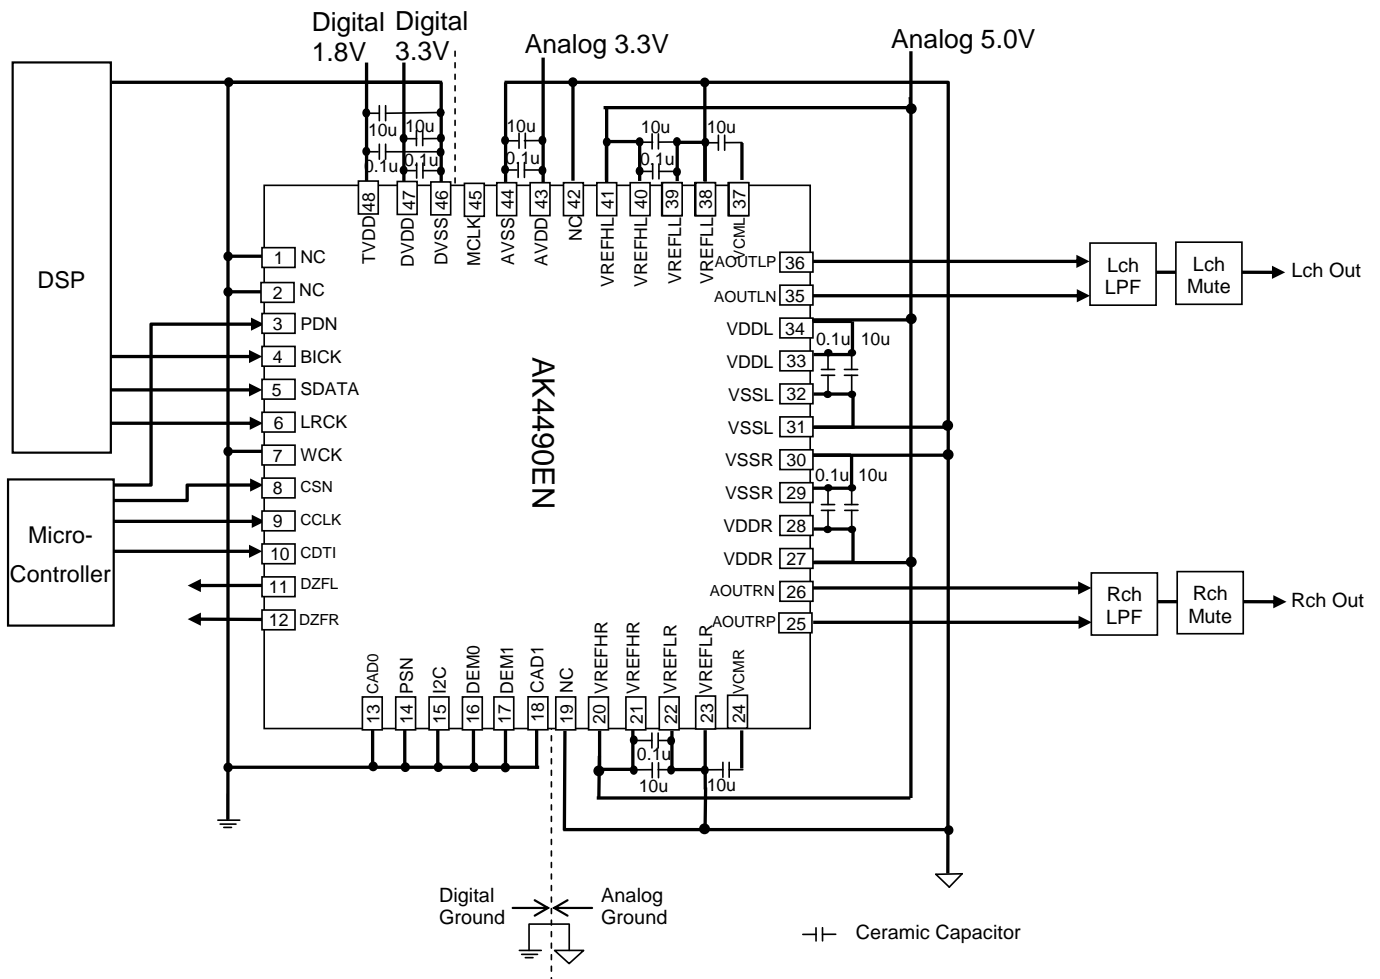 Digital Digital
1.8V 3.3V
Analog 3.3V
Analog 5.0V
DSP
10u
10u
0.1u
0.1u
10u
0.1u
10u
0.1u
10u
48
47
46
45
44
43
42
41
40
39
38
37
TVDD
DVDD
DVSS
MCLK
AVSS
AVDD
NC
VREFHL
VREFHL
VREFLL
VREFLL
VCML
1 NC
2 NC
3 PDN
4 BICK
5 SDATA
6 LRCK
7 WCK
8 CSN
9 CCLK
10 CDTI
11 DZFL
12 DZFR
Micro-
Controller
AK4490EN
AOUTLP 36
AOUTLN 35
VDDL 34
VDDL 33
VSSL 32
VSSL 31
VSSR 30
VSSR 29
VDDR 28
VDDR 27
AOUTRN 26
AOUTRP 25
0.1u 10u
0.1u 10u
Lch
LPF
Lch
Mute
Lch Out
Rch
LPF
Rch
Mute
Rch Out
CAD0
PSN
I2C
DEM0
DEM1
CAD1
NC
VREFHR
VREFHR
VREFLR
VREFLR
VCMR
13
14
15
16
17
18
19
20
21
22
23
24
0.1u
10u
10u
Digital
Ground
Analog
Ground
Ceramic Capacitor